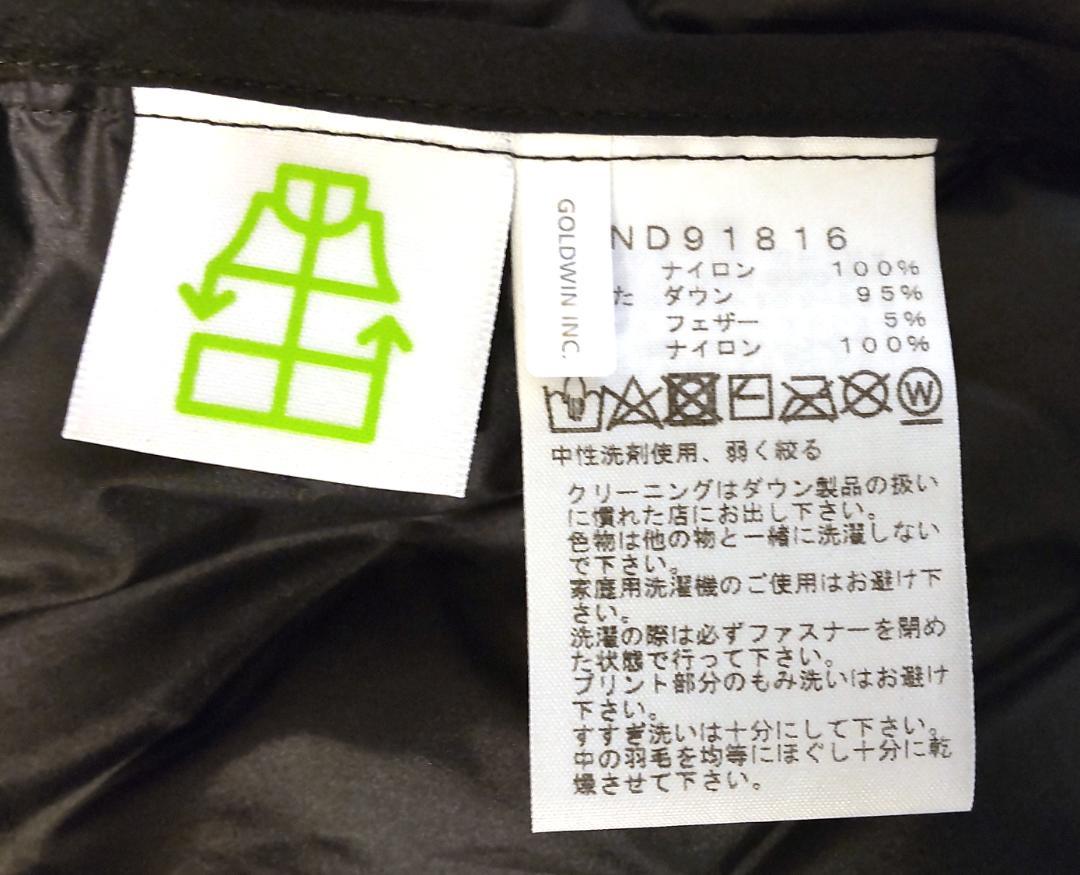 GOLDWIN INC.
ND91816
ナイロン 100%
た ダウン 95%
フェザー 5%
ナイロン 100%
W
中性洗剤使用、弱く絞る
クリーニングはダウン製品の扱い
に慣れた店にお出し下さい。
色物は他の物と一緒に洗濯しない
で下さい。
家庭用洗濯機のご使用はお避け下
さい。
洗濯の際は必ずファスナーを閉め
た状態で行って下さい。
プリント部分のもみ洗いはお避け
下さい。
すすぎ洗いは十分にして下さい。
中の羽毛を均等にほぐし十分に乾
燥させて下さい。